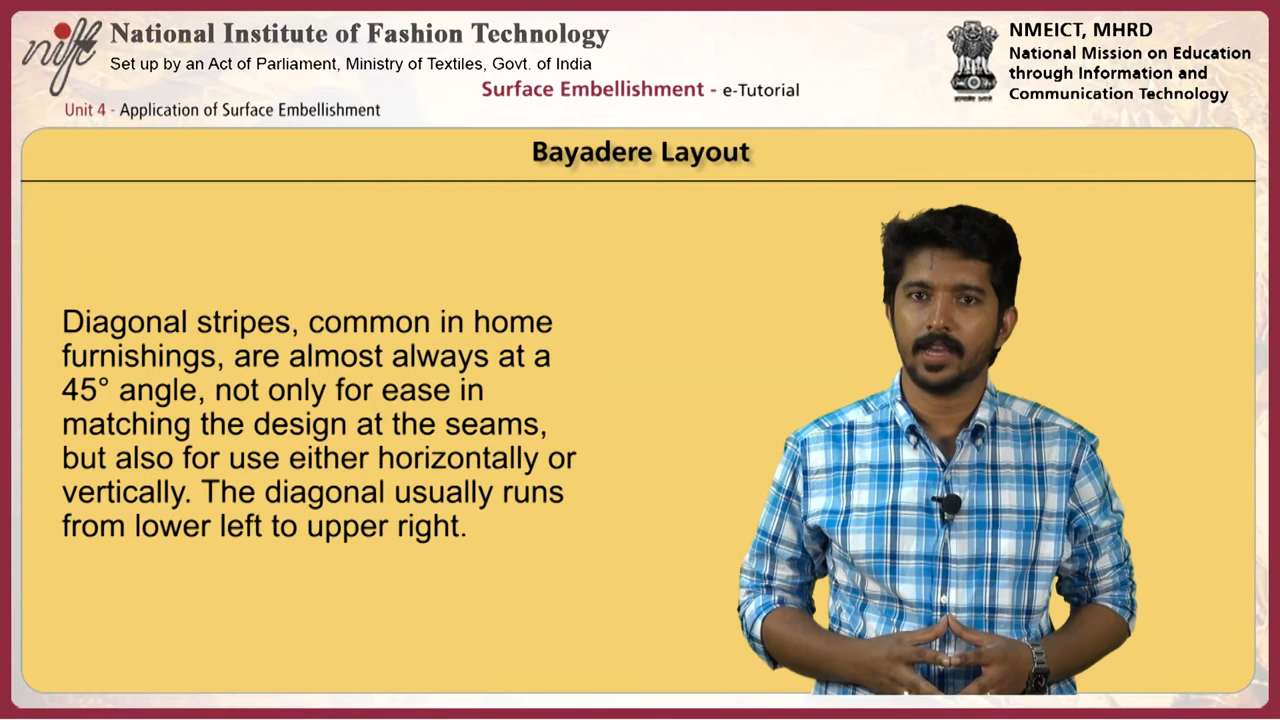 nift
National Institute of Fashion Technology
Set up by an Act of Parliament, Ministry of Textiles, Govt. of India
NMEICT, MHRD
National Mission on Education
through Information and
Communication Technology
Surface Embellishment - e-Tutorial
Unit 4 - Application of Surface Embellishment
Bayadere Layout
Diagonal stripes, common in home
furnishings, are almost always at a
45° angle, not only for ease in
matching the design at the seams,
but also for use either horizontally or
vertically. The diagonal usually runs
from lower left to upper right.